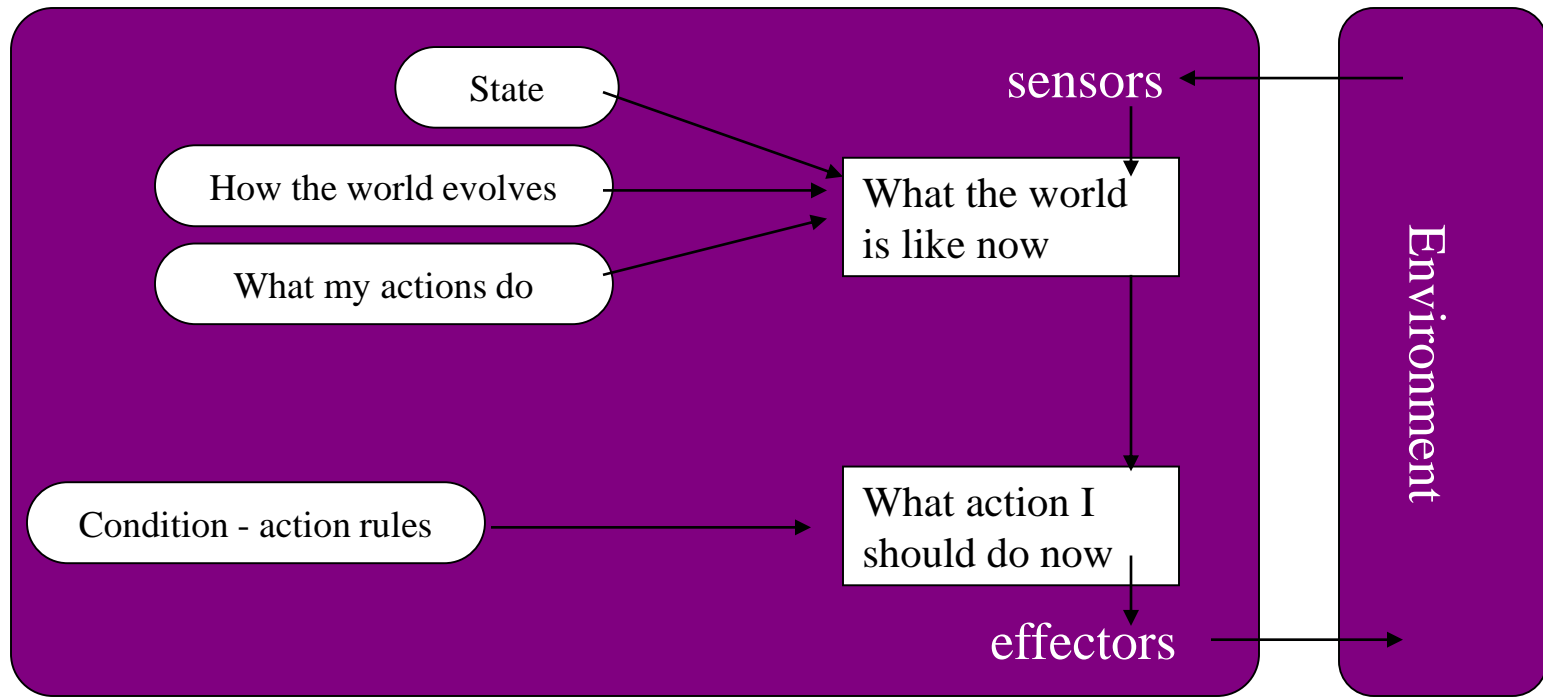 sensors
State
How the world evolves
What the world
is like now
What my actions do
Environment
Condition - action rules
What action I
should do now
effectors